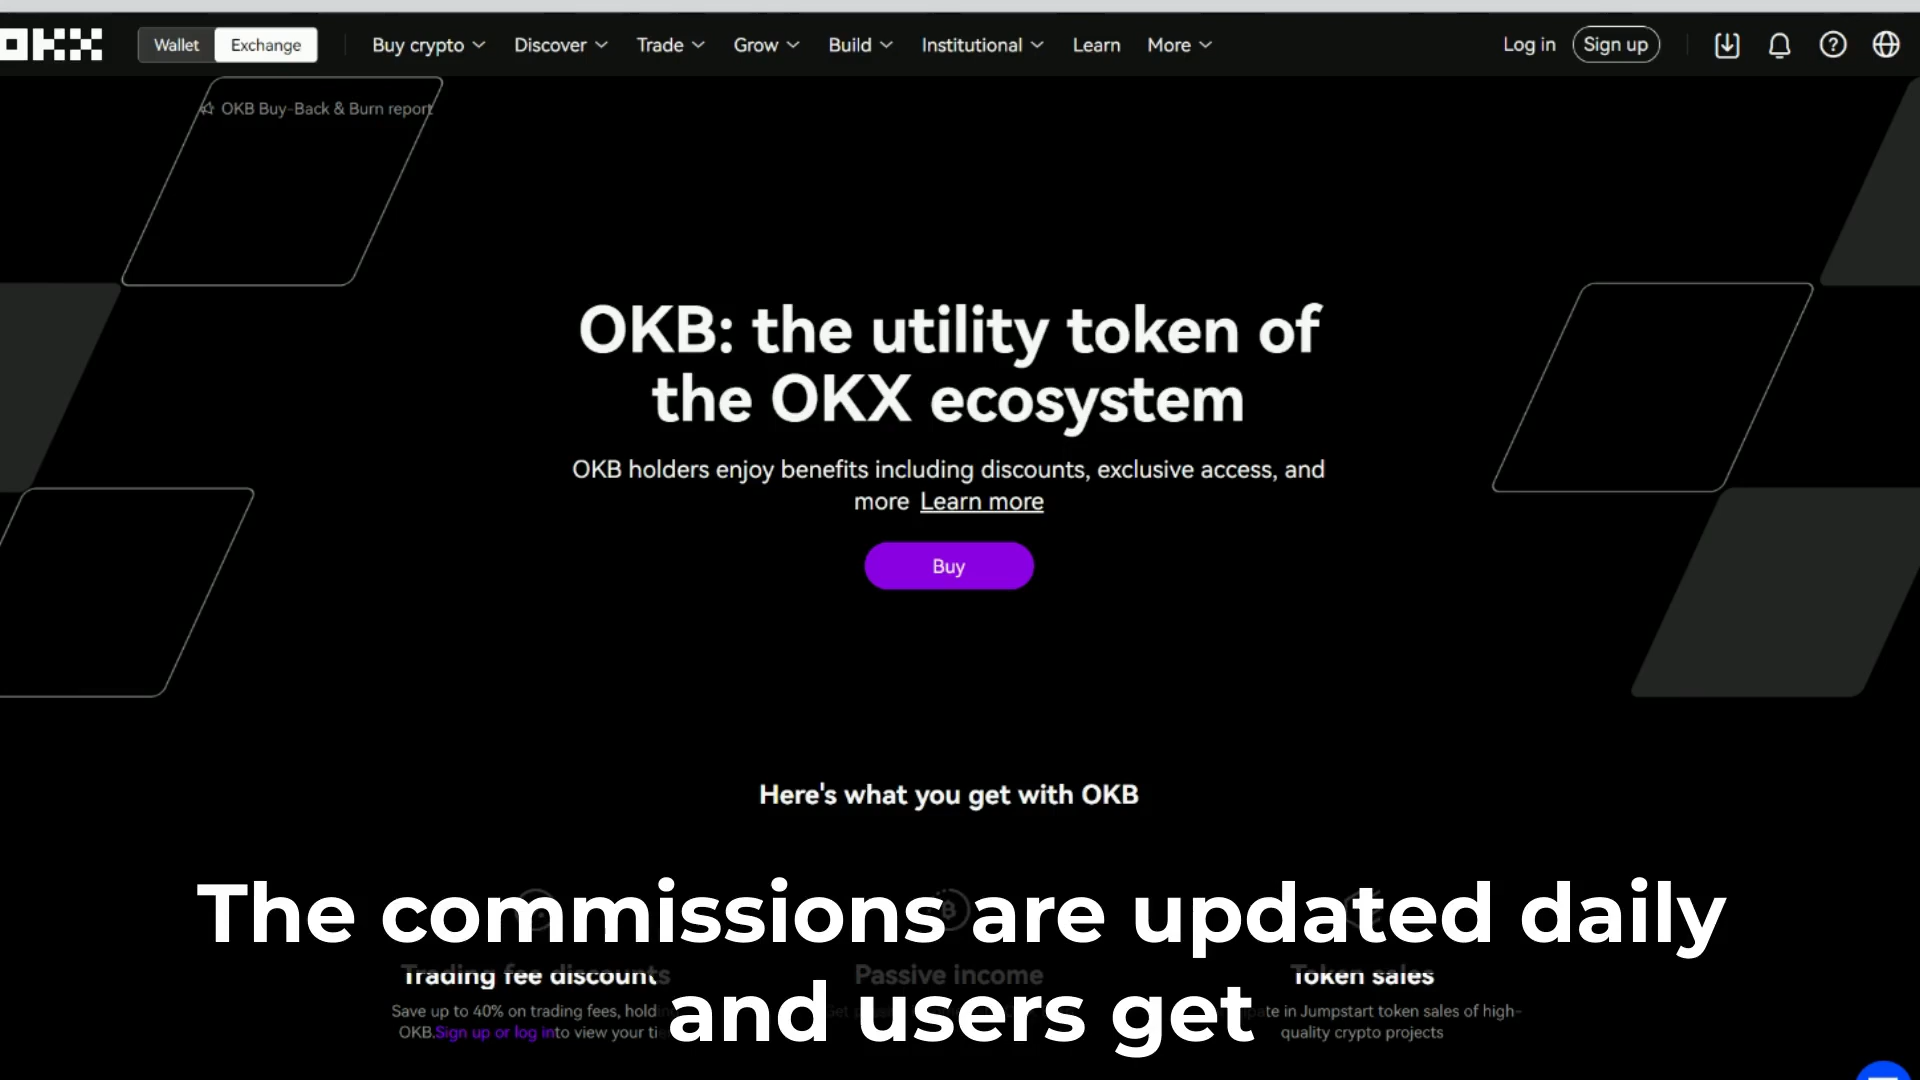 OKX
Wallet Exchange Buy crypto Discover Trade Grow Build Institutional Learn More Log in Sign up
OKB Buy-Back & Burn report
OKB: the utility token of
the OKX ecosystem
OKB holders enjoy benefits including discounts, exclusive access, and
more Learn more
Buy
Here's what you get with OKB
The commissions are updated daily
and users get
Trading fee discounts
Save up to 40% on trading fees,
OKB.Sign up or log in to view your
Passive income
Token sales
in Jumpstart token sales of high-
quality crypto projects